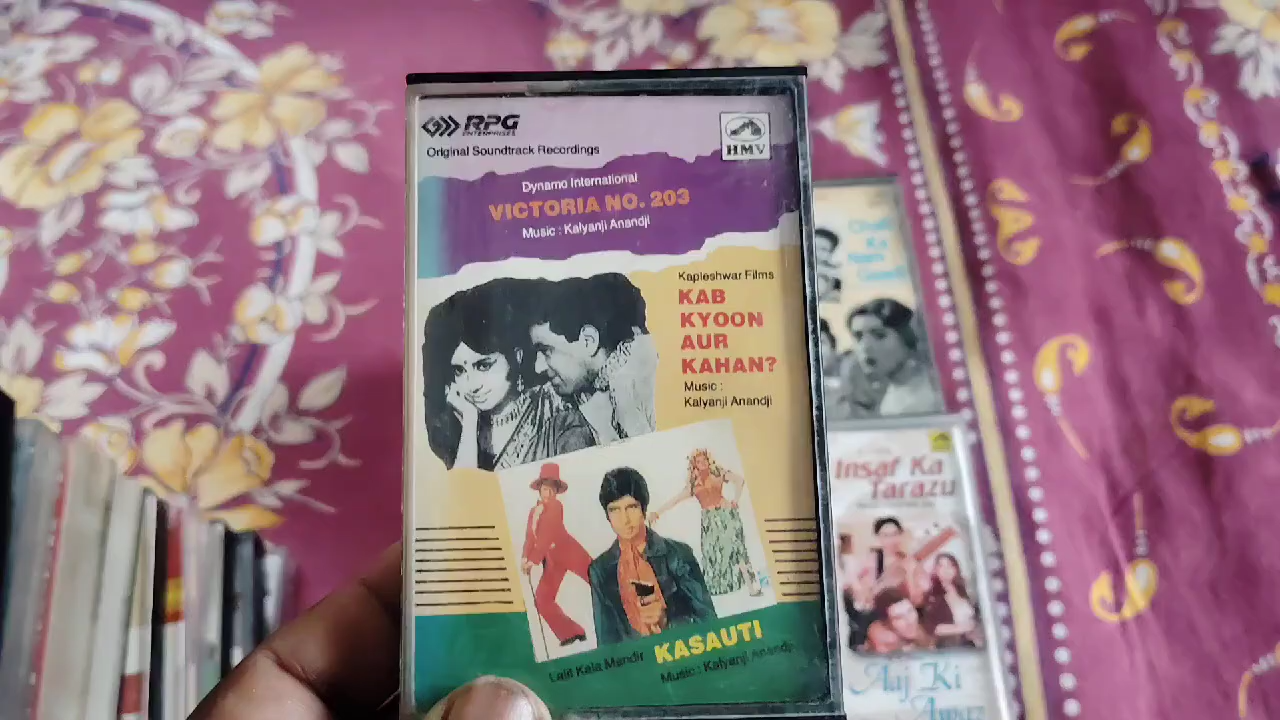 RPG
ENTERPRISES
HMV
Original Soundtrack Recordings
Dynamo International
VICTORIA NO. 203
Music : Kalyanji Anandji
Kapleshwar Films
KAB
KYOON
AUR
KAHAN?
Music :
Kalyanji Anandji
Lalit Kala Mandir KASAUTI
Music : Kalyanji Anandji
Insaf Ka
Tarazu
Aaj Ki
Awaz